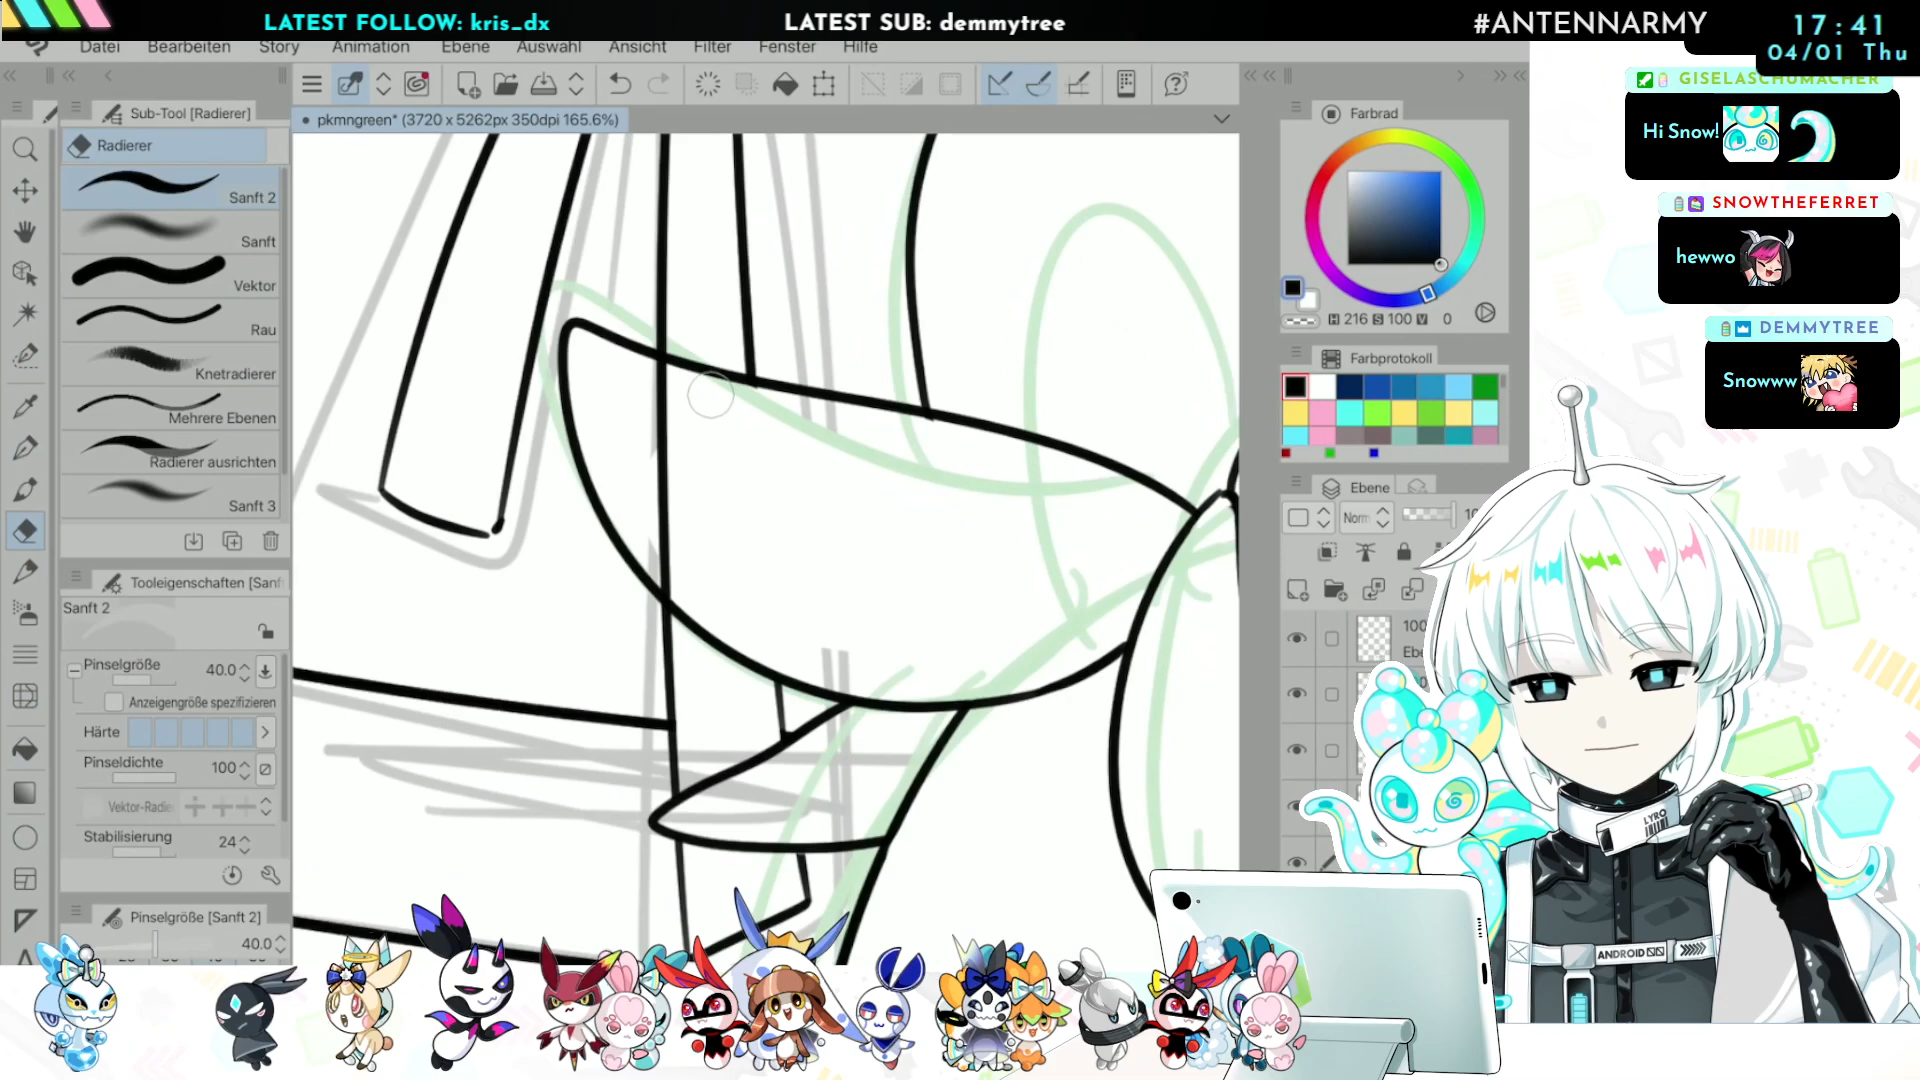 LATEST FOLLOW: kris_dx
LATEST SUB: demmytree
#ANTENNARMY
17:41
04/01 Thu
Datei Bearbeiten Story Animation Ebene Auswahl Ansicht Filter Fenster Hilfe
Sub-Tool [Radierer]
Radierer
Sanft 2
Sanft
Vektor
Rau
Knetradierer
Mehrere Ebenen
Radierer ausrichten
Sanft 3
Tooleigenschaften [Sanf
Sanft 2
Pinselgröße 40.0
Anzeigengröße spezifizieren
Härte
Pinseldichte 100
Vektor-Radie
Stabilisierung 24
Pinselgröße [Sanft 2]
40.0
pkmngreen* (3720 x 5262px 350dpi 165.6%)
Farbrad
H 216 S 100 V 0
Farbprotokoll
Ebene
Norm
100
Ebe
GISELASCHUMACHER
Hi Snow!
SNOWTHEFERRET
hewwo
DEMMYTREE
Snowww
LYRO
ANDROID